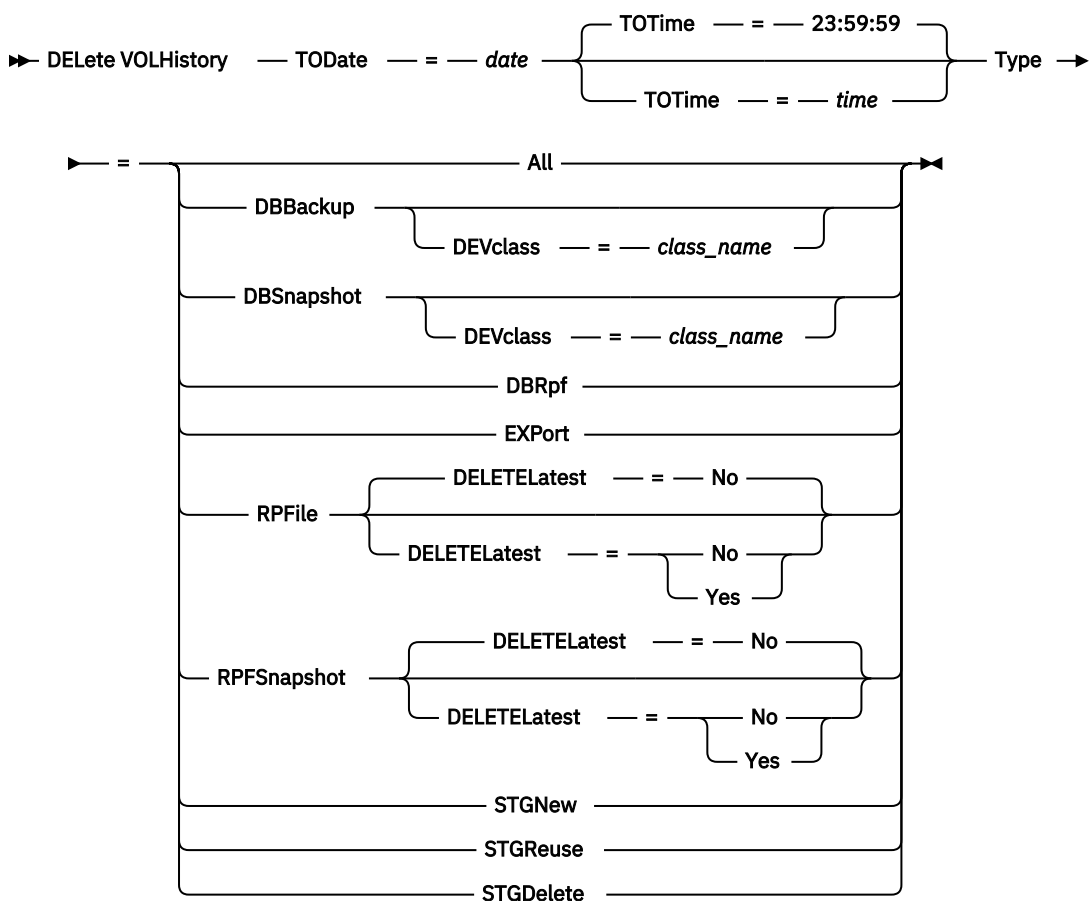 TOTime = 23:59:59
DELete VOLHistory TODate = date Type
TOTime = time
= All
DBBackup
DEVclass = class_name
DBSnapshot
DEVclass = class_name
DBRpf
EXPort
DELETELatest = No
RPFile
DELETELatest = No
Yes
DELETELatest = No
RPFSnapshot
DELETELatest = No
Yes
STGNew
STGReuse
STGDelete